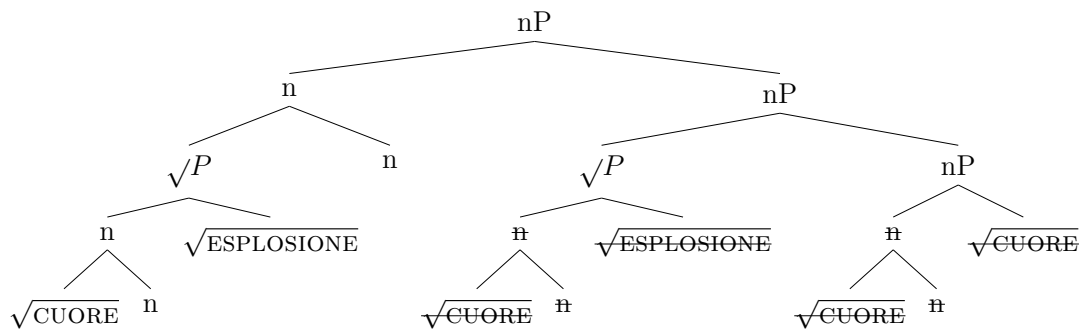 nP
n nP
√P n √P nP
n √ESPLOSIONE n √ESPLOSIONE n √CUORE
√CUORE n √CUORE n √CUORE n